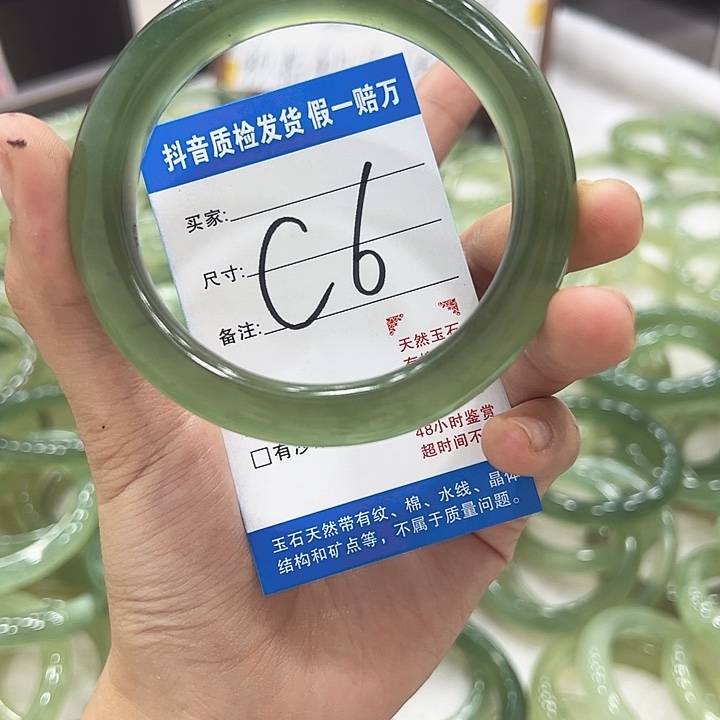 抖音质检发货 假一赔万
买家:
尺寸:
C6
备注:
天然玉石
48小时鉴赏
超时间不
□有
玉石天然带有纹、棉、水线、晶体
结构和矿点等，不属于质量问题。